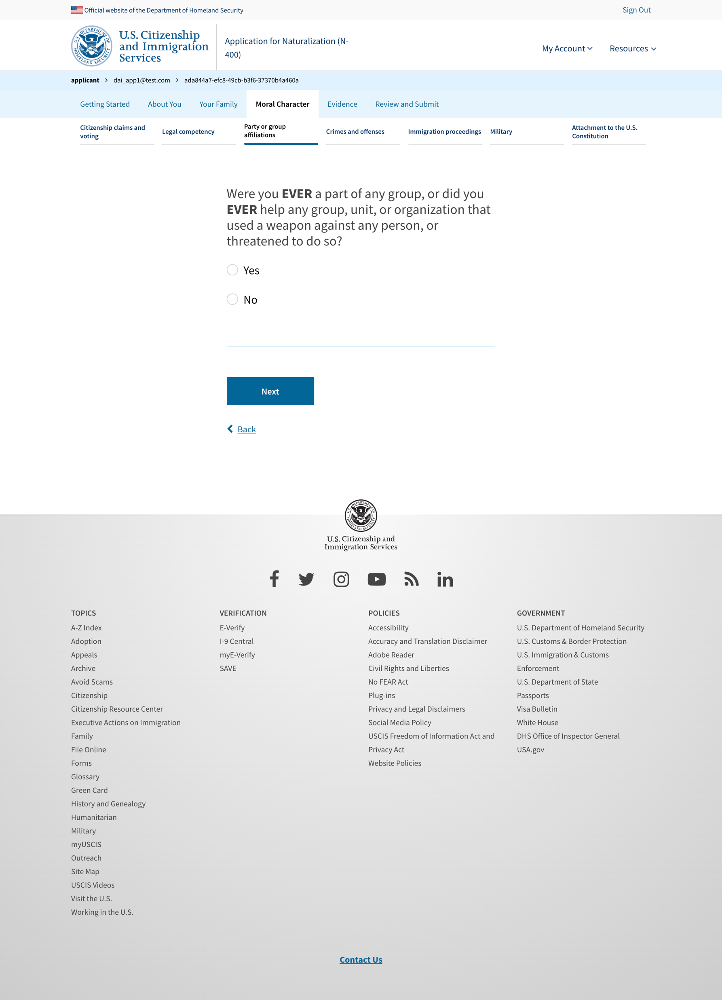 Official website of the Department of Homeland Security
Sign Out
U.S. DEPARTMENT OF HOMELAND SECURITY
U.S. Citizenship
and Immigration
Services
Application for Naturalization (N-
400)
My Account
Resources
applicant > dai_app1@test.com > ada844a7-efc8-49cb-b3f6-37370b4a460a
Getting Started
About You
Your Family
Moral Character
Evidence
Review and Submit
Citizenship claims and
voting
Legal competency
Party or group
affiliations
Crimes and offenses
Immigration proceedings
Military
Attachment to the U.S.
Constitution
Were you EVER a part of any group, or did you
EVER help any group, unit, or organization that
used a weapon against any person, or
threatened to do so?
Yes
No
Next
Back
U.S. DEPARTMENT OF HOMELAND SECURITY
U.S. Citizenship and
Immigration Services
TOPICS
A-Z Index
Adoption
Appeals
Archive
Avoid Scams
Citizenship
Citizenship Resource Center
Executive Actions on Immigration
Family
File Online
Forms
Glossary
Green Card
History and Genealogy
Humanitarian
Military
myUSCIS
Outreach
Site Map
USCIS Videos
Visit the U.S.
Working in the U.S.
VERIFICATION
E-Verify
I-9 Central
myE-Verify
SAVE
POLICIES
Accessibility
Accuracy and Translation Disclaimer
Adobe Reader
Civil Rights and Liberties
No FEAR Act
Plug-ins
Privacy and Legal Disclaimers
Social Media Policy
USCIS Freedom of Information Act and
Privacy Act
Website Policies
GOVERNMENT
U.S. Department of Homeland Security
U.S. Customs & Border Protection
U.S. Immigration & Customs
Enforcement
U.S. Department of State
Passports
Visa Bulletin
White House
DHS Office of Inspector General
USA.gov
Contact Us